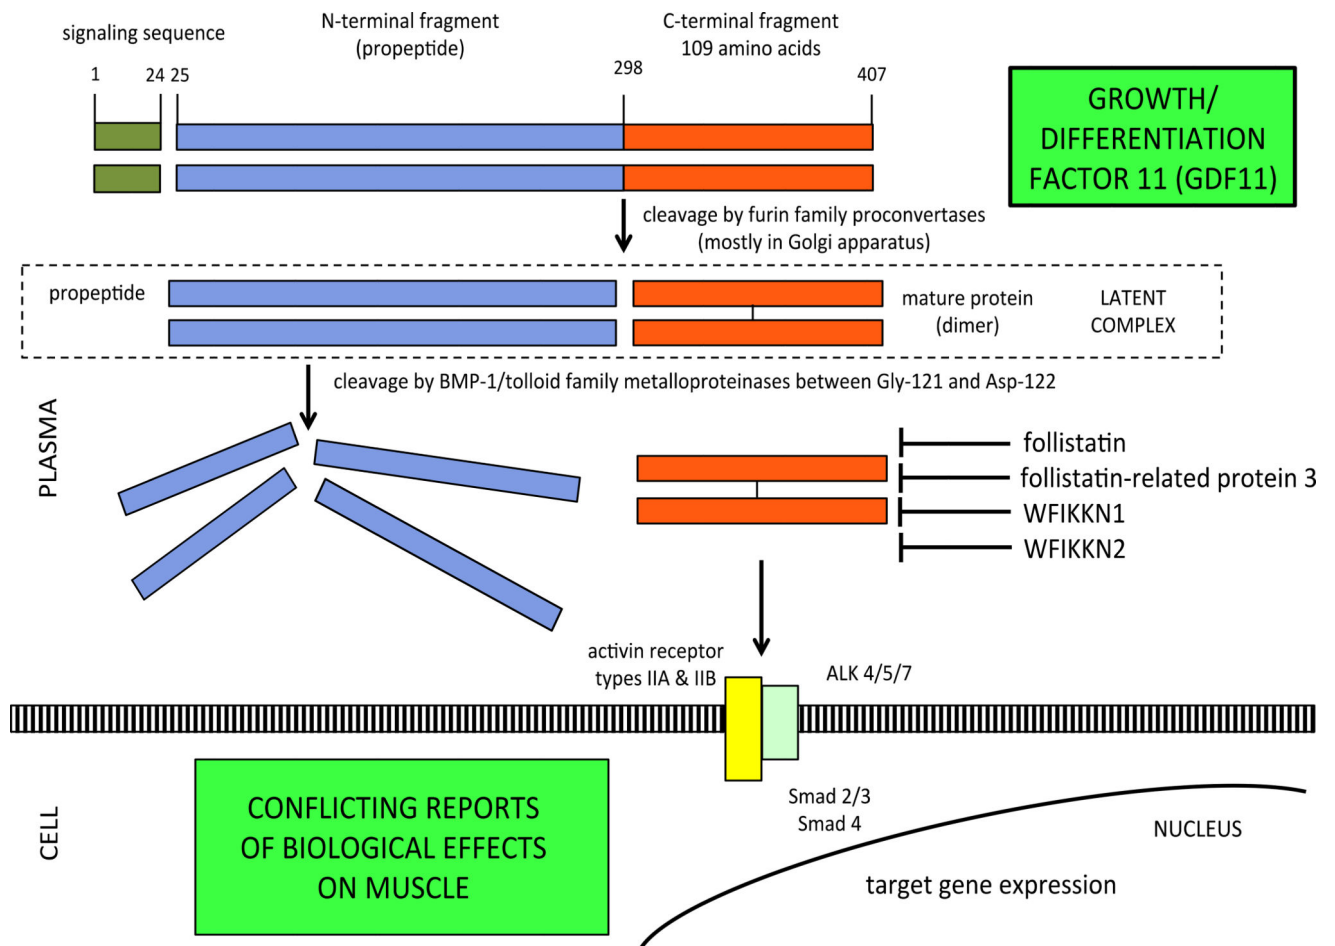 signaling sequence
N-terminal fragment
(propeptide)
C-terminal fragment
109 amino acids
1
24
25
298
407
GROWTH/
DIFFERENTIATION
FACTOR 11 (GDF11)
cleavage by furin family proconvertases
(mostly in Golgi apparatus)
propeptide
mature protein
(dimer)
LATENT
COMPLEX
cleavage by BMP-1/tolloid family metalloproteinases between Gly-121 and Asp-122
PLASMA
follistatin
follistatin-related protein 3
WFIKKN1
WFIKKN2
activin receptor
types IIA & IIB
ALK 4/5/7
CELL
CONFLICTING REPORTS
OF BIOLOGICAL EFFECTS
ON MUSCLE
Smad 2/3
Smad 4
NUCLEUS
target gene expression